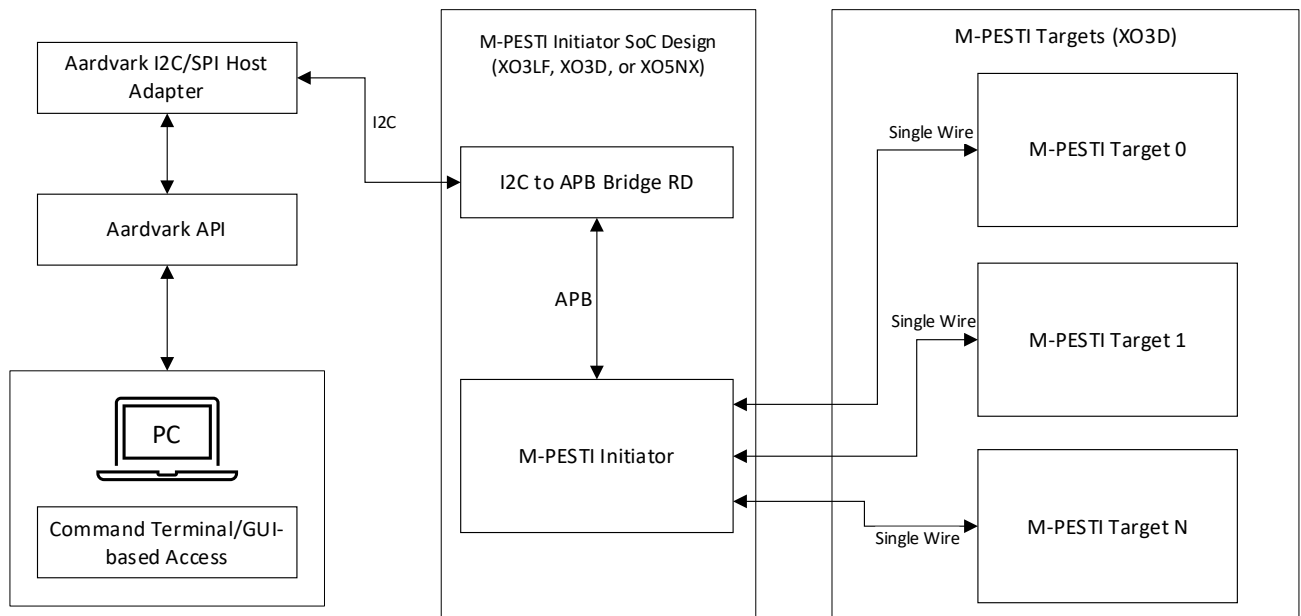 Aardvark I2C/SPI Host
Adapter
Aardvark API
PC
Command Terminal/GUI-
based Access
I2C
M-PESTI Initiator SoC Design
(XO3LF, XO3D, or XO5NX)
I2C to APB Bridge RD
APB
M-PESTI Initiator
M-PESTI Targets (XO3D)
Single Wire
M-PESTI Target 0
Single Wire
M-PESTI Target 1
Single Wire
M-PESTI Target N